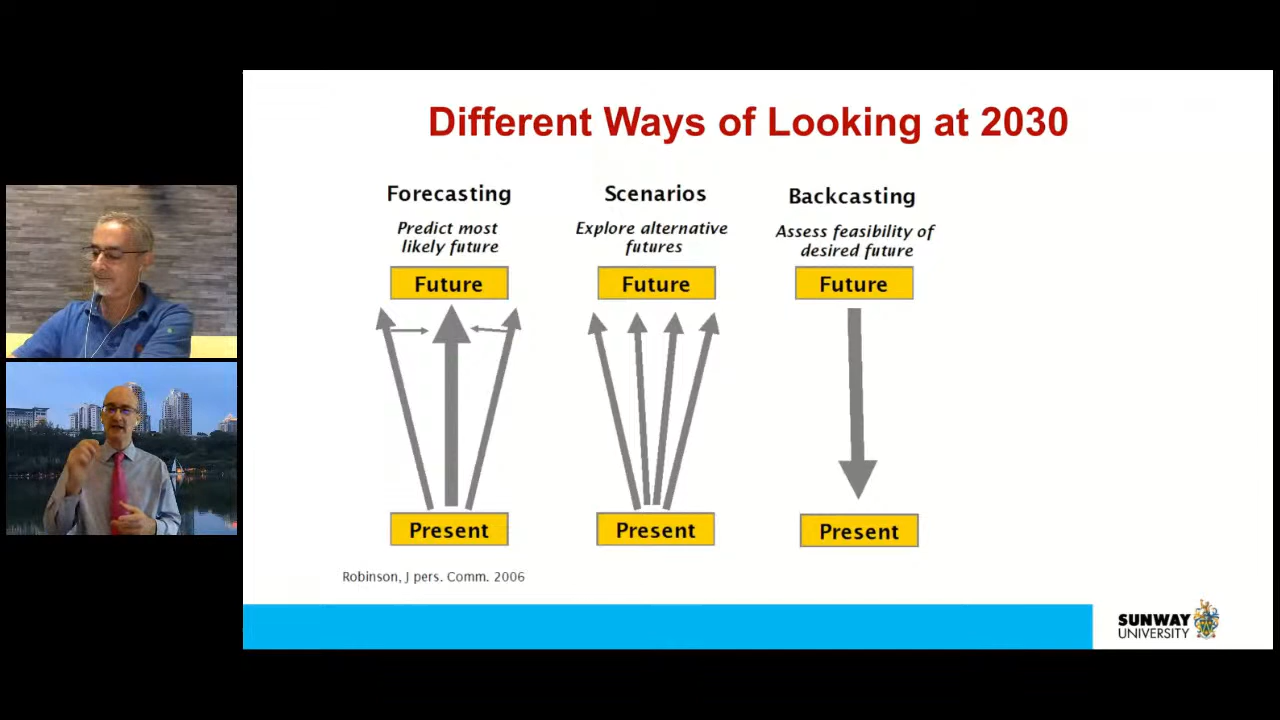 Different Ways of Looking at 2030
Forecasting
Predict most
likely future
Future
Present
Scenarios
Explore alternative
futures
Future
Present
Backcasting
Assess feasibility of
desired future
Future
Present
Robinson, J pers. Comm. 2006
SUNWAY
UNIVERSITY